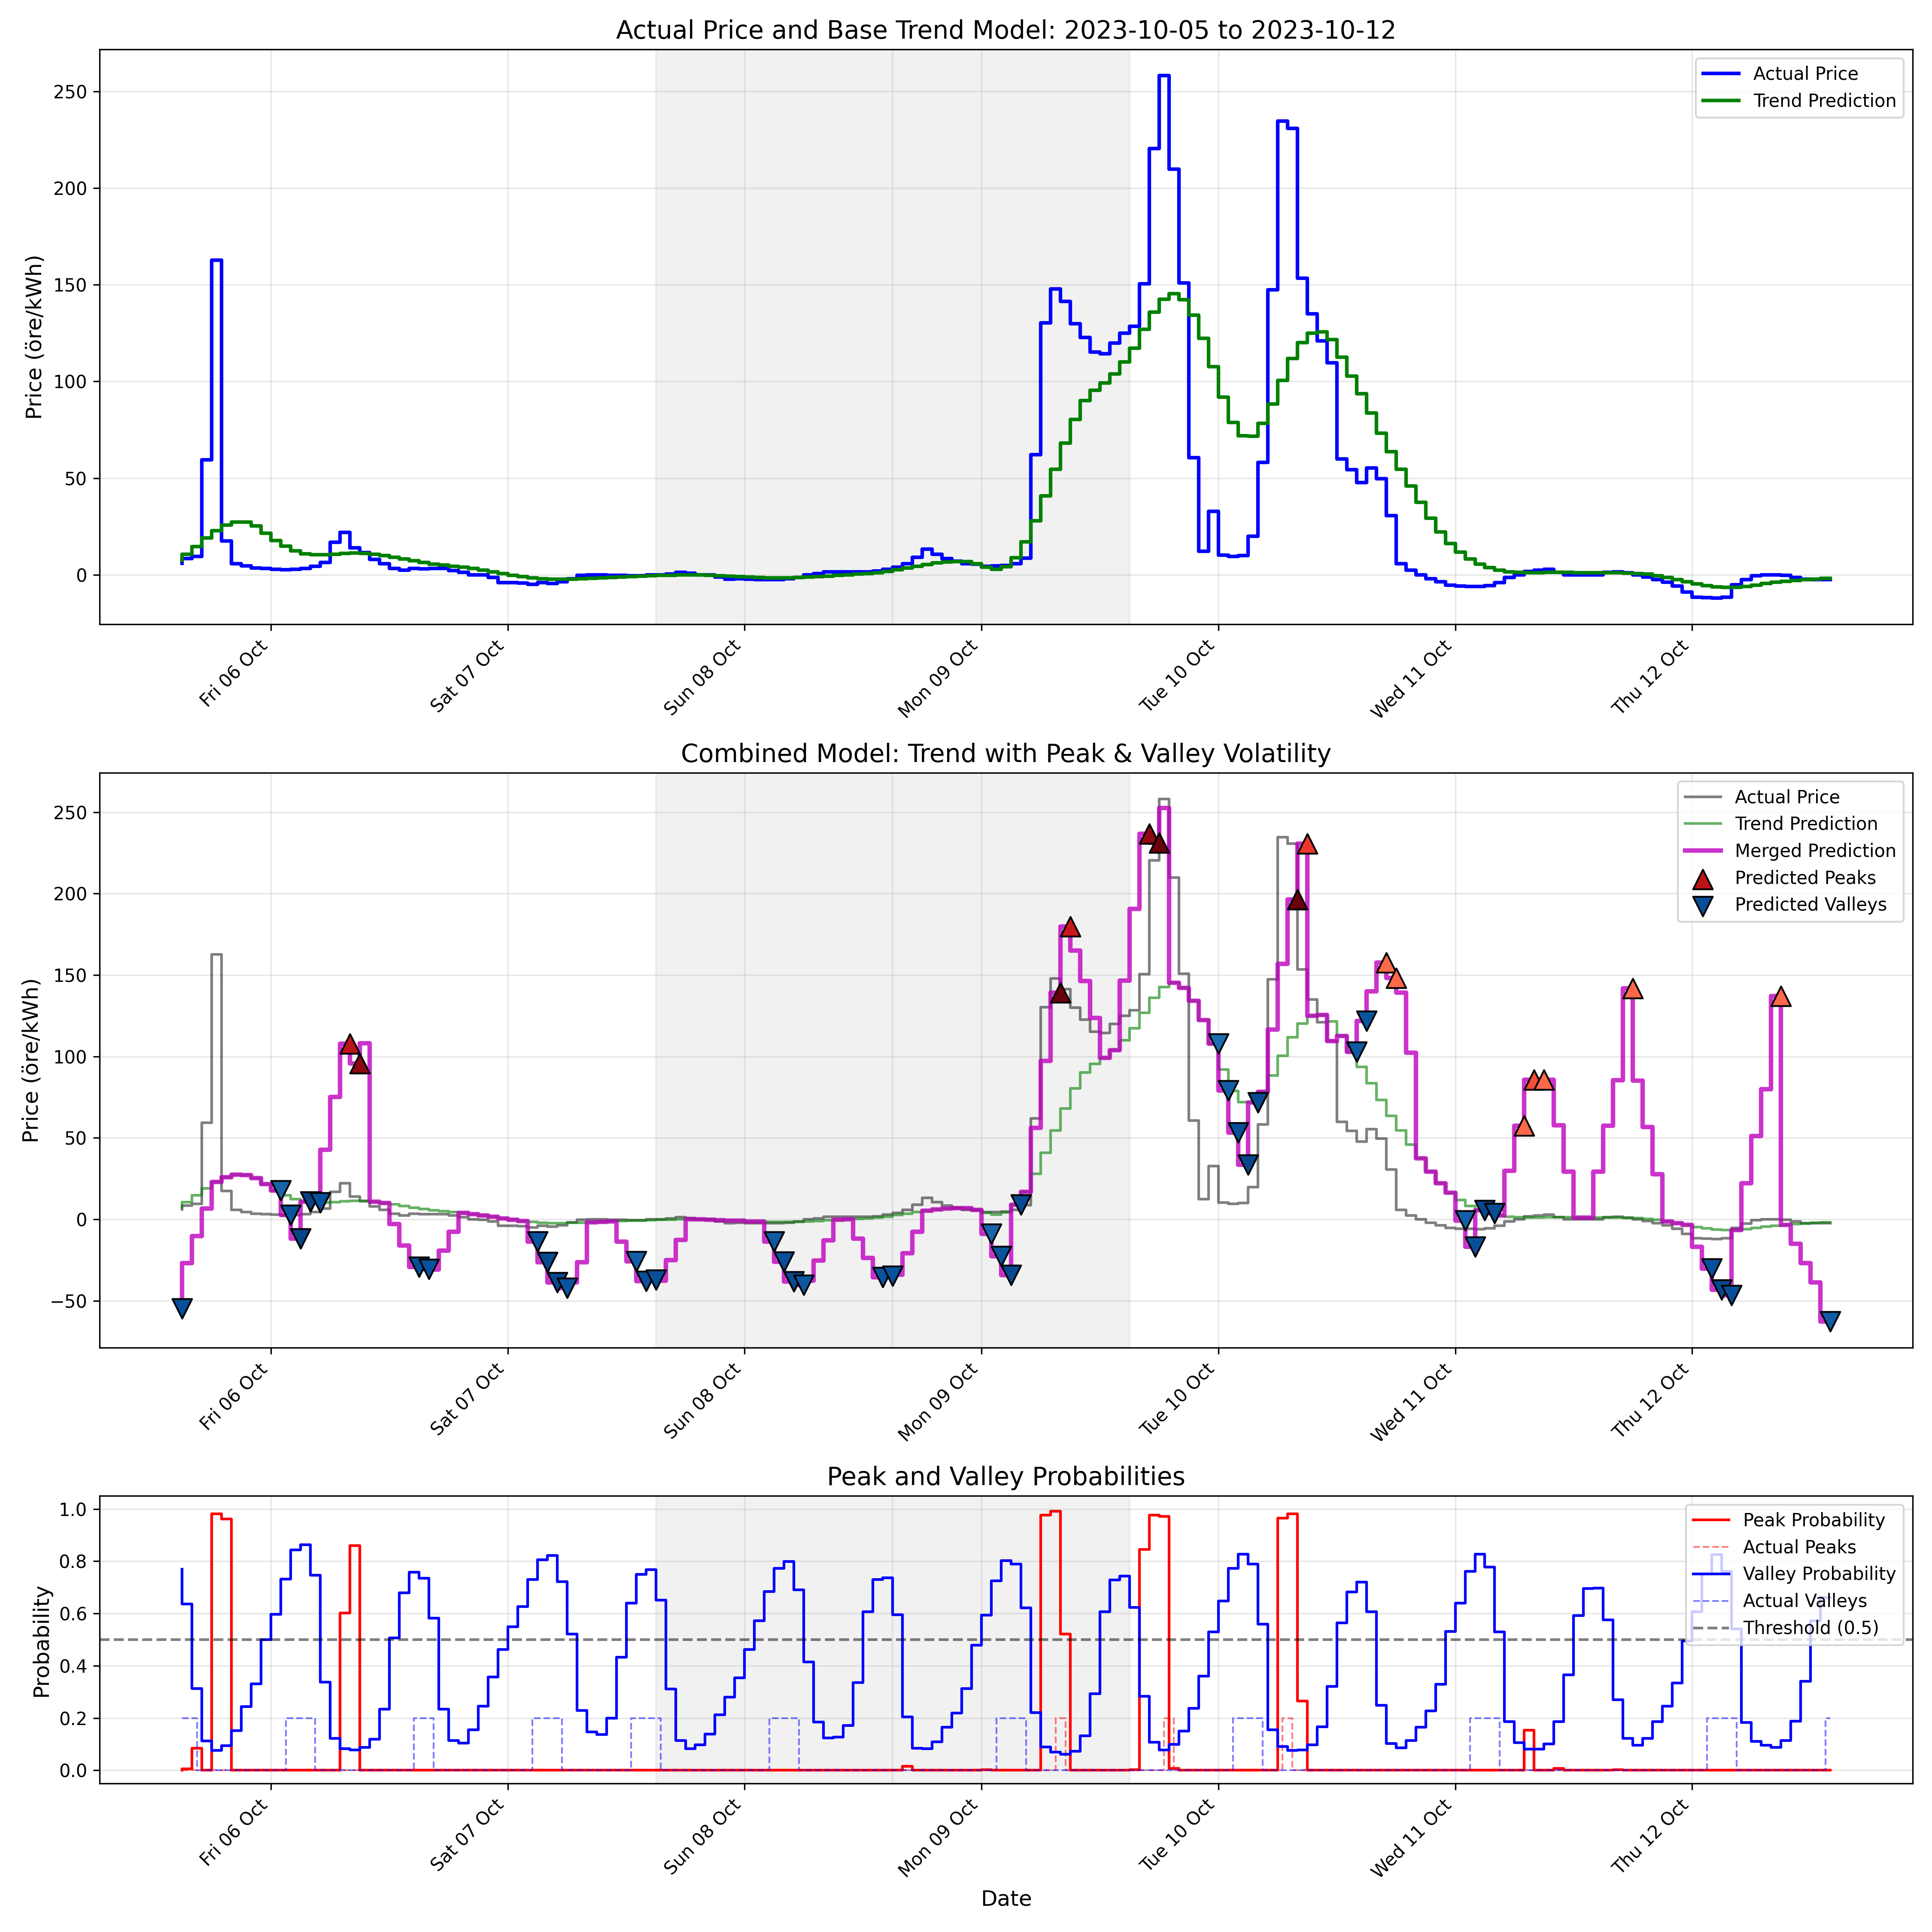 Actual Price and Base Trend Model: 2023-10-05 to 2023-10-12
Price (öre/kWh)
250
200
150
100
50
0
Actual Price
Trend Prediction
Fri 06 Oct
Sat 07 Oct
Sun 08 Oct
Mon 09 Oct
Tue 10 Oct
Wed 11 Oct
Thu 12 Oct
Combined Model: Trend with Peak & Valley Volatility
Price (öre/kWh)
250
200
150
100
50
0
−50
Actual Price
Trend Prediction
Merged Prediction
Predicted Peaks
Predicted Valleys
Fri 06 Oct
Sat 07 Oct
Sun 08 Oct
Mon 09 Oct
Tue 10 Oct
Wed 11 Oct
Thu 12 Oct
Peak and Valley Probabilities
Probability
1.0
0.8
0.6
0.4
0.2
0.0
Peak Probability
Actual Peaks
Valley Probability
Actual Valleys
Threshold (0.5)
Fri 06 Oct
Sat 07 Oct
Sun 08 Oct
Mon 09 Oct
Tue 10 Oct
Wed 11 Oct
Thu 12 Oct
Date